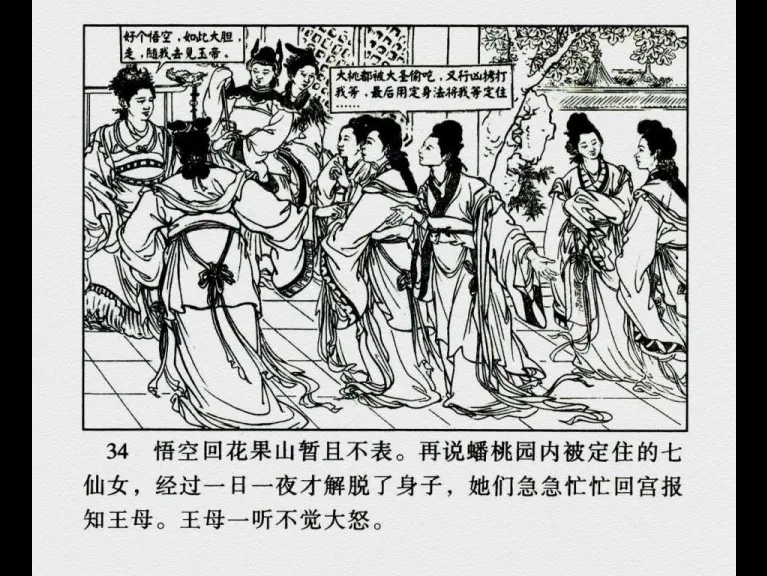 好个悟空，如此大胆，
走，随我去见玉帝。
大桃都被大圣偷吃，又行凶拷打
我等，最后用定身法将我等定住
……
34 悟空回花果山暂且不表。再说蟠桃园内被定住的七
仙女，经过一日一夜才解脱了身子，她们急急忙忙回宫报
知王母。王母一听不觉大怒。